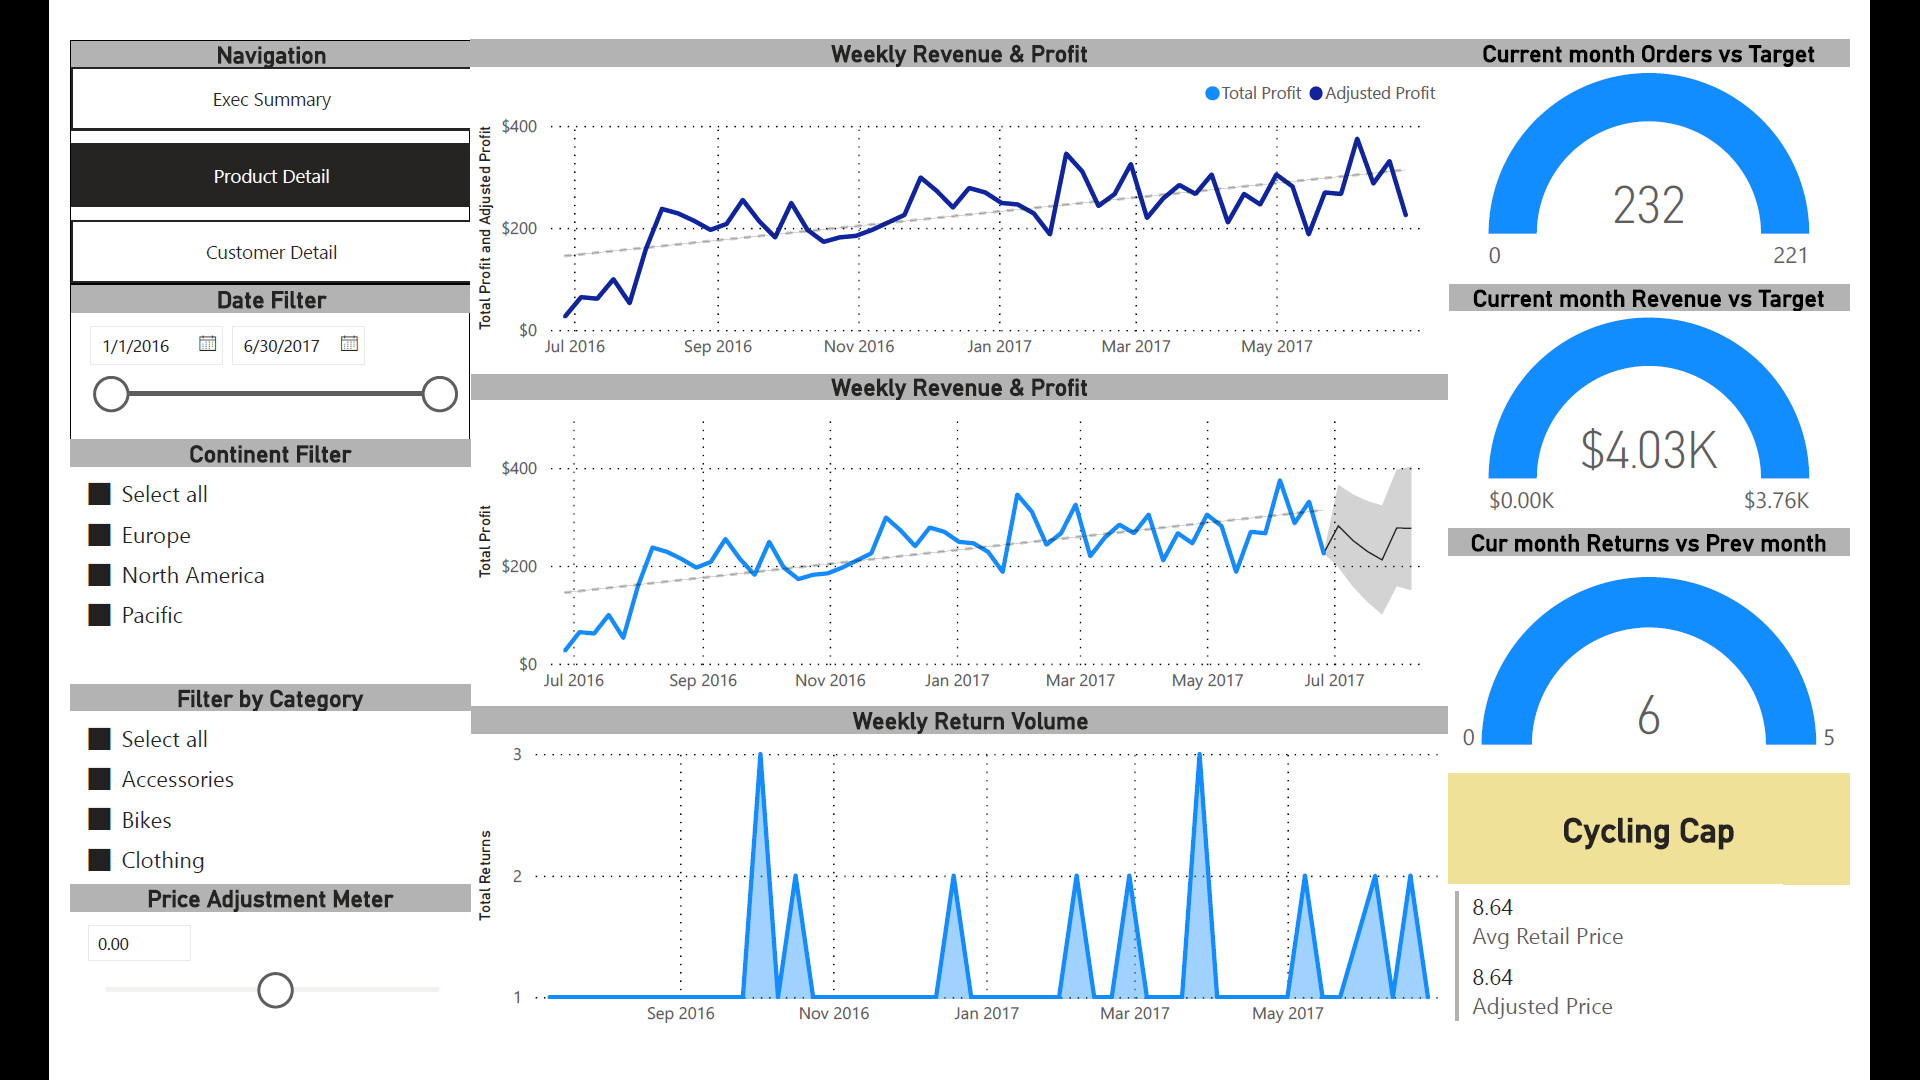 Navigation
Exec Summary
Product Detail
Customer Detail
Date Filter
1/1/2016 6/30/2017
Continent Filter
Select all
Europe
North America
Pacific
Filter by Category
Select all
Accessories
Bikes
Clothing
Price Adjustment Meter
0.00
Weekly Revenue & Profit
Total Profit Adjusted Profit
Total Profit and Adjusted Profit
$400
$200
$0
Jul 2016 Sep 2016 Nov 2016 Jan 2017 Mar 2017 May 2017
Weekly Revenue & Profit
Total Profit
$400
$200
$0
Jul 2016 Sep 2016 Nov 2016 Jan 2017 Mar 2017 May 2017 Jul 2017
Weekly Return Volume
Total Returns
3
2
1
Sep 2016 Nov 2016 Jan 2017 Mar 2017 May 2017
Current month Orders vs Target
232
0 221
Current month Revenue vs Target
$4.03K
$0.00K $3.76K
Cur month Returns vs Prev month
6
0 5
Cycling Cap
8.64
Avg Retail Price
8.64
Adjusted Price